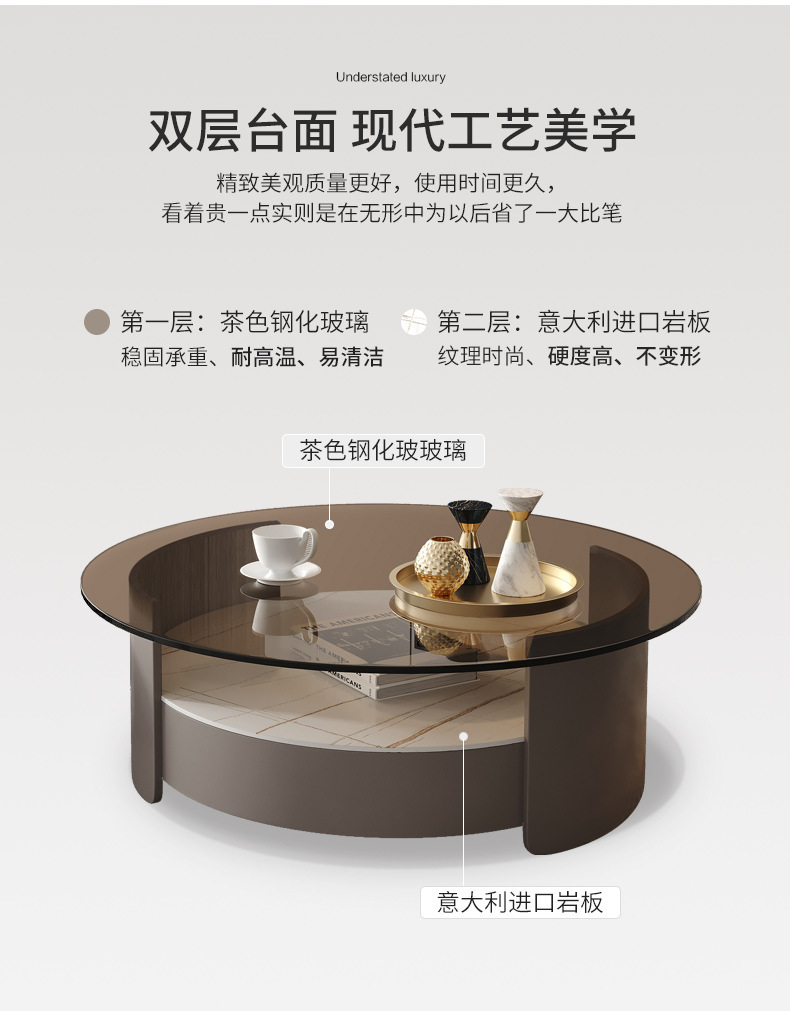 Understated luxury
双层台面 现代工艺美学
精致美观质量更好，使用时间更久，
看着贵一点实则是在无形中为以后省了一大比笔
第一层：茶色钢化玻璃
稳固承重、耐高温、易清洁
第二层：意大利进口岩板
纹理时尚、硬度高、不变形
茶色钢化玻玻璃
THE AMERICANS
THE AMERICANS
AMERICANS
意大利进口岩板